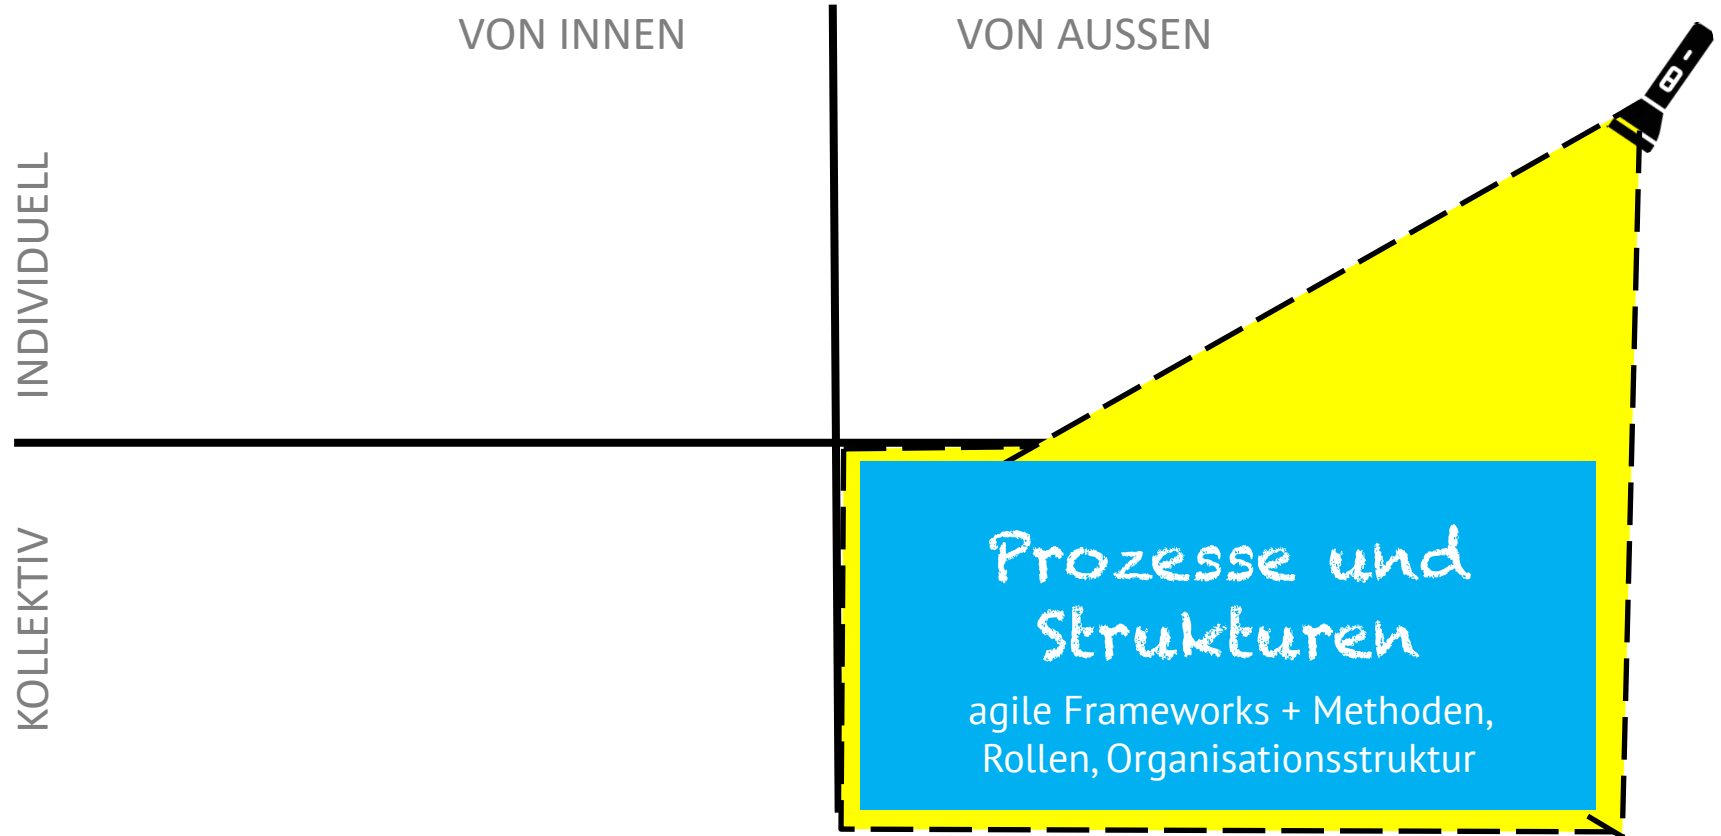 VON INNEN
VON AUSSEN
INDIVIDUELL
KOLLEKTIV
Prozesse und
Strukturen
agile Frameworks + Methoden,
Rollen, Organisationsstruktur